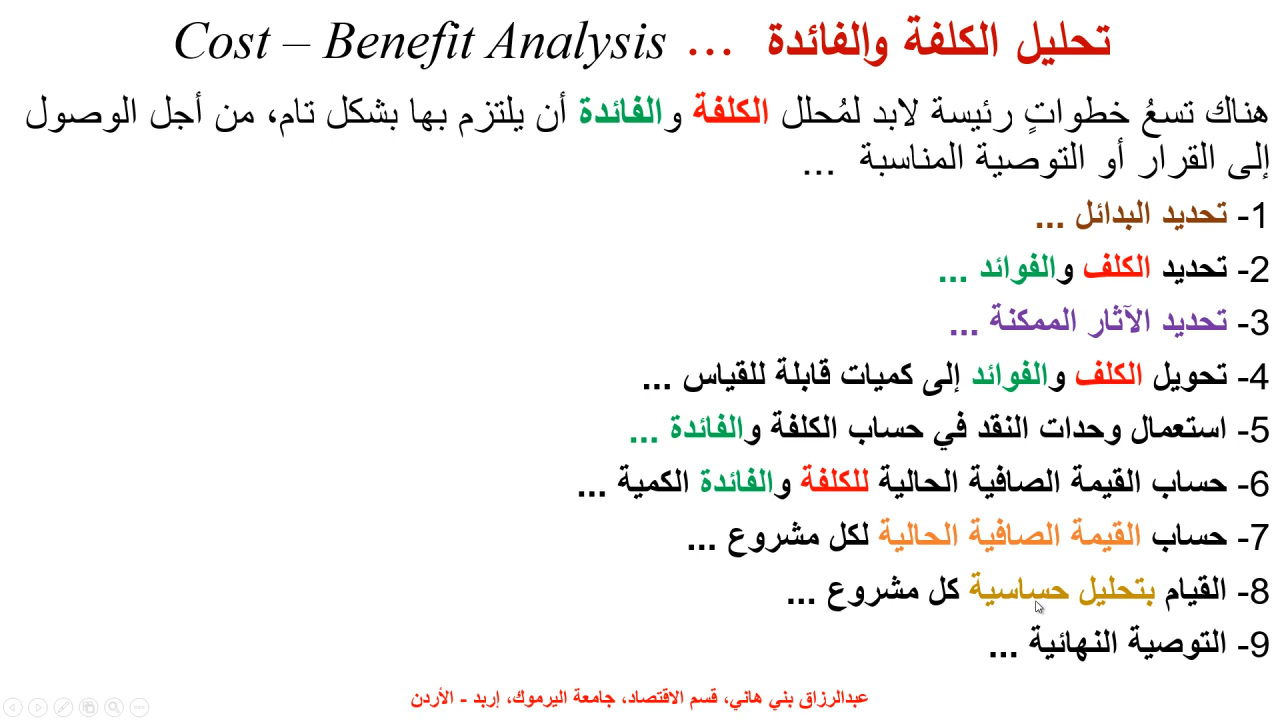 تحليل الكلفة والفائدة ... Cost – Benefit Analysis
هناك تسعُ خطواتٍ رئيسة لابد لمُحلل الكلفة والفائدة أن يلتزم بها بشكل تام، من أجل الوصول
إلى القرار أو التوصية المناسبة ...
1- تحديد البدائل ...
2- تحديد الكلف والفوائد ...
3- تحديد الآثار الممكنة ...
4- تحويل الكلف والفوائد إلى كميات قابلة للقياس ...
5- استعمال وحدات النقد في حساب الكلفة والفائدة ...
6- حساب القيمة الصافية الحالية للكلفة والفائدة الكمية ...
7- حساب القيمة الصافية الحالية لكل مشروع ...
8- القيام بتحليل حساسية كل مشروع ...
9- التوصية النهائية ...
عبدالرزاق بني هاني، قسم الاقتصاد، جامعة اليرموك، إربد - الأردن